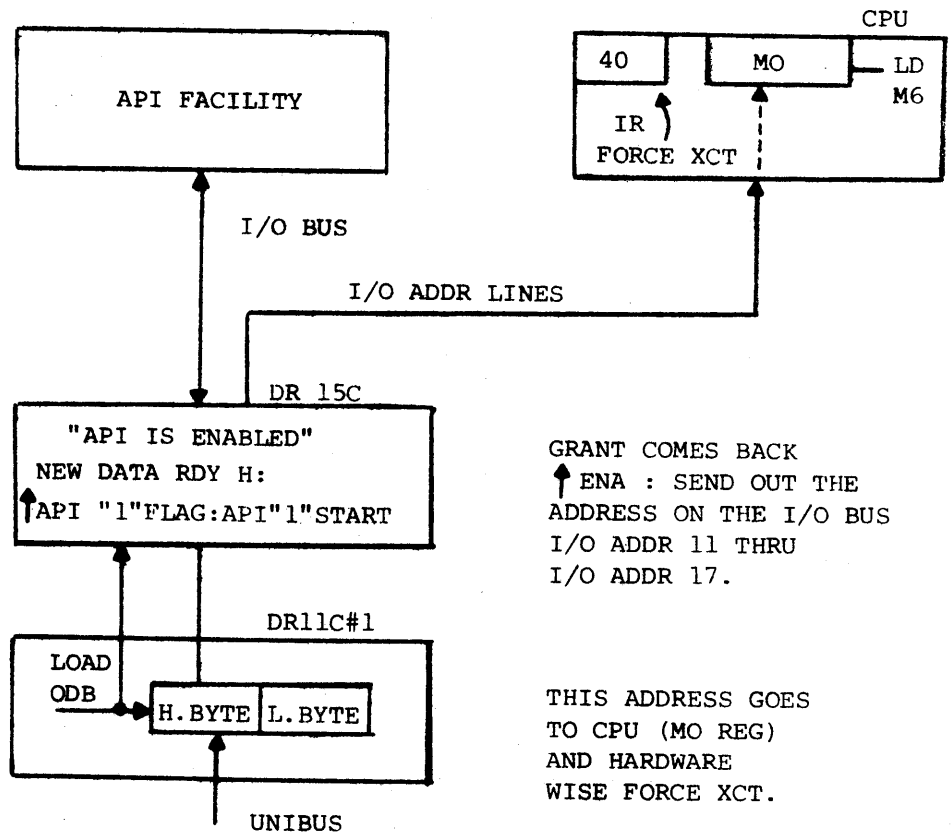 CPU
API FACILITY
40
MO
LD
M6
IR
FORCE XCT
I/O BUS
I/O ADDR LINES
DR 15C
"API IS ENABLED"
NEW DATA RDY H:
API "1"FLAG:API"1"START
GRANT COMES BACK
ENA : SEND OUT THE
ADDRESS ON THE I/O BUS
I/O ADDR 11 THRU
I/O ADDR 17.
DR11C#1
LOAD
ODB
H.BYTE
L.BYTE
UNIBUS
THIS ADDRESS GOES
TO CPU (MO REG)
AND HARDWARE
WISE FORCE XCT.